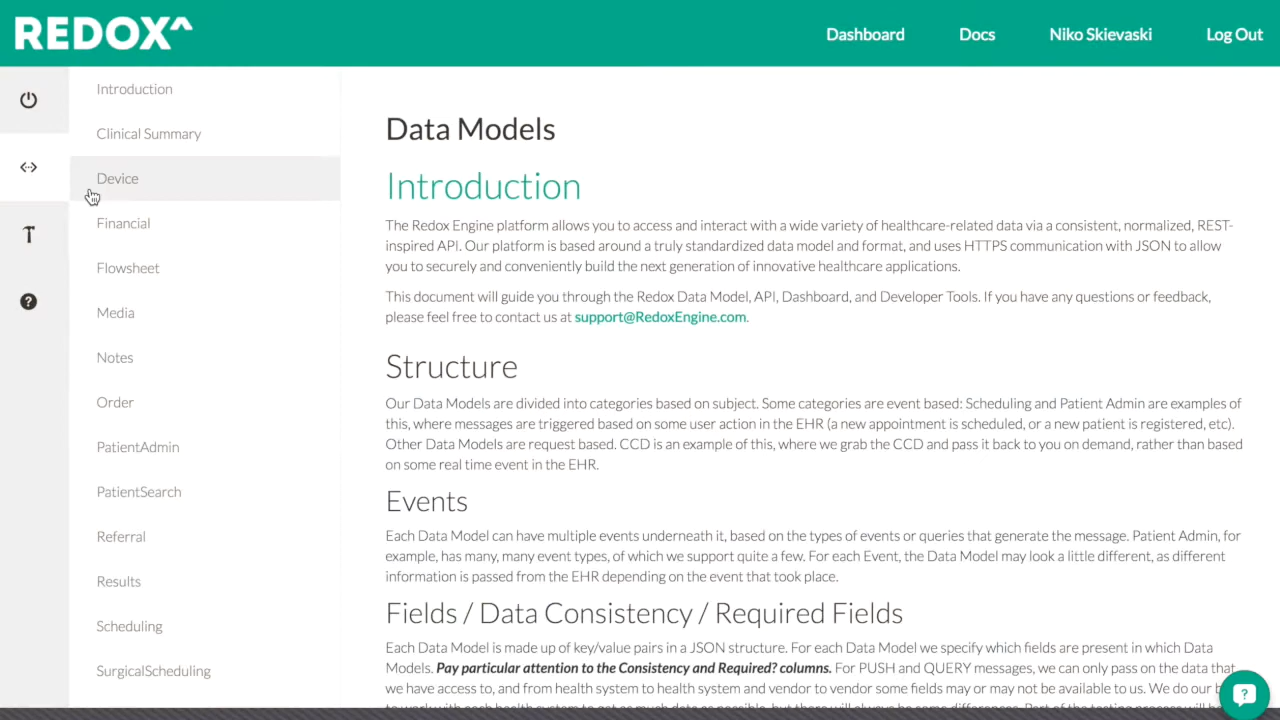 REDOX^
Dashboard
Docs
Niko Skievaski
Log Out
Introduction
Clinical Summary
Device
Financial
Flowsheet
Media
Notes
Order
PatientAdmin
PatientSearch
Referral
Results
Scheduling
SurgicalScheduling
Data Models
Introduction
The Redox Engine platform allows you to access and interact with a wide variety of healthcare-related data via a consistent, normalized, REST-
inspired API. Our platform is based around a truly standardized data model and format, and uses HTTPS communication with JSON to allow
you to securely and conveniently build the next generation of innovative healthcare applications.
This document will guide you through the Redox Data Model, API, Dashboard, and Developer Tools. If you have any questions or feedback,
please feel free to contact us at support@RedoxEngine.com.
Structure
Our Data Models are divided into categories based on subject. Some categories are event based: Scheduling and Patient Admin are examples of
this, where messages are triggered based on some user action in the EHR (a new appointment is scheduled, or a new patient is registered, etc).
Other Data Models are request based. CCD is an example of this, where we grab the CCD and pass it back to you on demand, rather than based
on some real time event in the EHR.
Events
Each Data Model can have multiple events underneath it, based on the types of events or queries that generate the message. Patient Admin, for
example, has many, many event types, of which we support quite a few. For each Event, the Data Model may look a little different, as different
information is passed from the EHR depending on the event that took place.
Fields / Data Consistency / Required Fields
Each Data Model is made up of key/value pairs in a JSON structure. For each Data Model we specify which fields are present in which Data
Models. Pay particular attention to the Consistency and Required? columns. For PUSH and QUERY messages, we can only pass on the data that
we have access to, and from health system to health system and vendor to vendor some fields may or may not be available to us. We do our